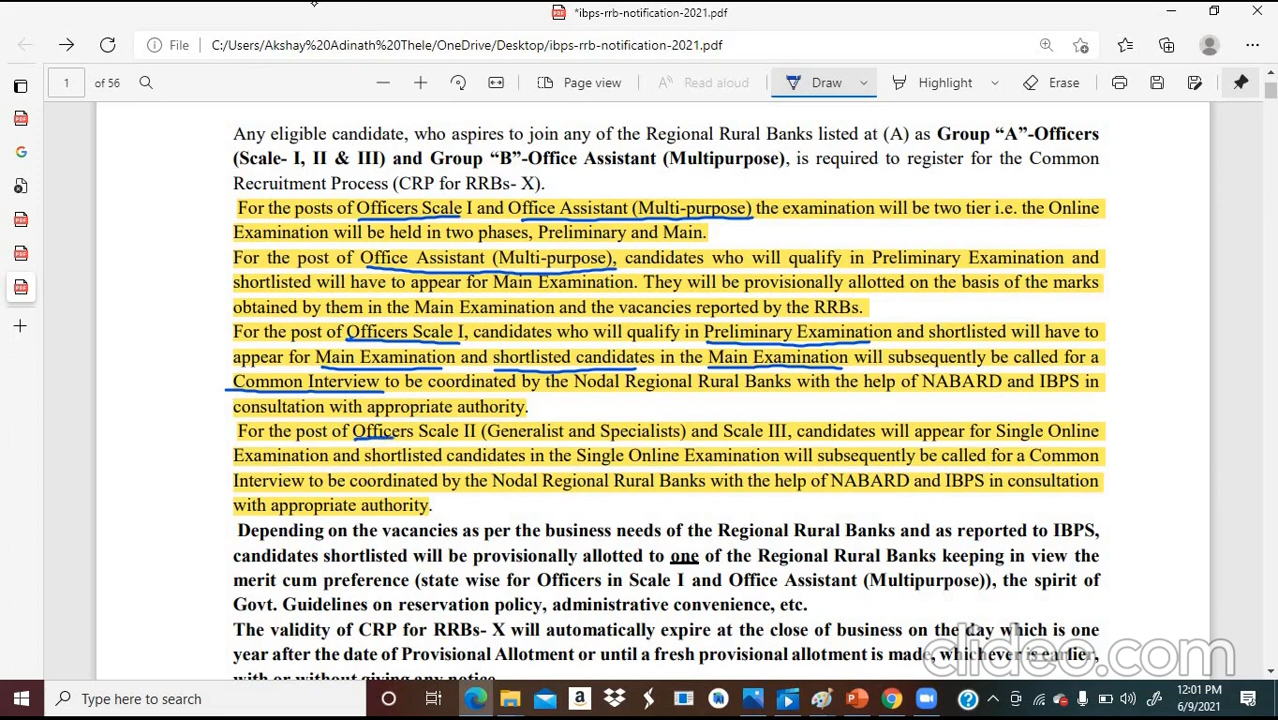 *ibps-rrb-notification-2021.pdf
File C:/Users/Akshay%20Adinath%20Thele/OneDrive/Desktop/ibps-rrb-notification-2021.pdf
1 of 56 Page view Read aloud Draw Highlight Erase
Any eligible candidate, who aspires to join any of the Regional Rural Banks listed at (A) as Group “A”-Officers
(Scale- I, II & III) and Group “B”-Office Assistant (Multipurpose), is required to register for the Common
Recruitment Process (CRP for RRBs- X).
For the posts of Officers Scale I and Office Assistant (Multi-purpose) the examination will be two tier i.e. the Online
Examination will be held in two phases, Preliminary and Main.
For the post of Office Assistant (Multi-purpose), candidates who will qualify in Preliminary Examination and
shortlisted will have to appear for Main Examination. They will be provisionally allotted on the basis of the marks
obtained by them in the Main Examination and the vacancies reported by the RRBs.
For the post of Officers Scale I, candidates who will qualify in Preliminary Examination and shortlisted will have to
appear for Main Examination and shortlisted candidates in the Main Examination will subsequently be called for a
Common Interview to be coordinated by the Nodal Regional Rural Banks with the help of NABARD and IBPS in
consultation with appropriate authority.
For the post of Officers Scale II (Generalist and Specialists) and Scale III, candidates will appear for Single Online
Examination and shortlisted candidates in the Single Online Examination will subsequently be called for a Common
Interview to be coordinated by the Nodal Regional Rural Banks with the help of NABARD and IBPS in consultation
with appropriate authority.
Depending on the vacancies as per the business needs of the Regional Rural Banks and as reported to IBPS,
candidates shortlisted will be provisionally allotted to one of the Regional Rural Banks keeping in view the
merit cum preference (state wise for Officers in Scale I and Office Assistant (Multipurpose)), the spirit of
Govt. Guidelines on reservation policy, administrative convenience, etc.
The validity of CRP for RRBs- X will automatically expire at the close of business on the day which is one
year after the date of Provisional Allotment or until a fresh provisional allotment is made, whichever is earlier,
with or without giving any notice.
clideo.com
Type here to search
12:01 PM
6/9/2021